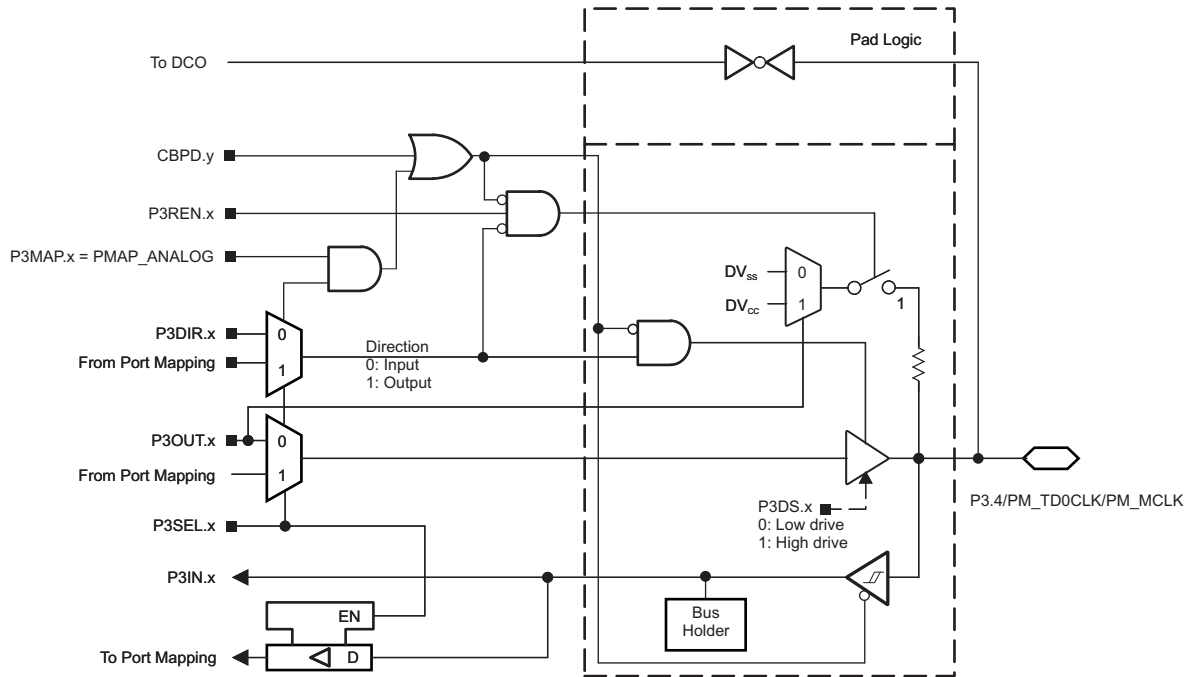 Pad Logic
To DCO
CBPD.y
P3REN.x
P3MAP.x = PMAP_ANALOG
DVss
0
DVcc
1
1
P3DIR.x
0
From Port Mapping
1
Direction
0: Input
1: Output
P3OUT.x
0
From Port Mapping
1
P3.4/PM_TD0CLK/PM_MCLK
P3DS.x
0: Low drive
1: High drive
P3SEL.x
P3IN.x
Bus
Holder
EN
D
To Port Mapping